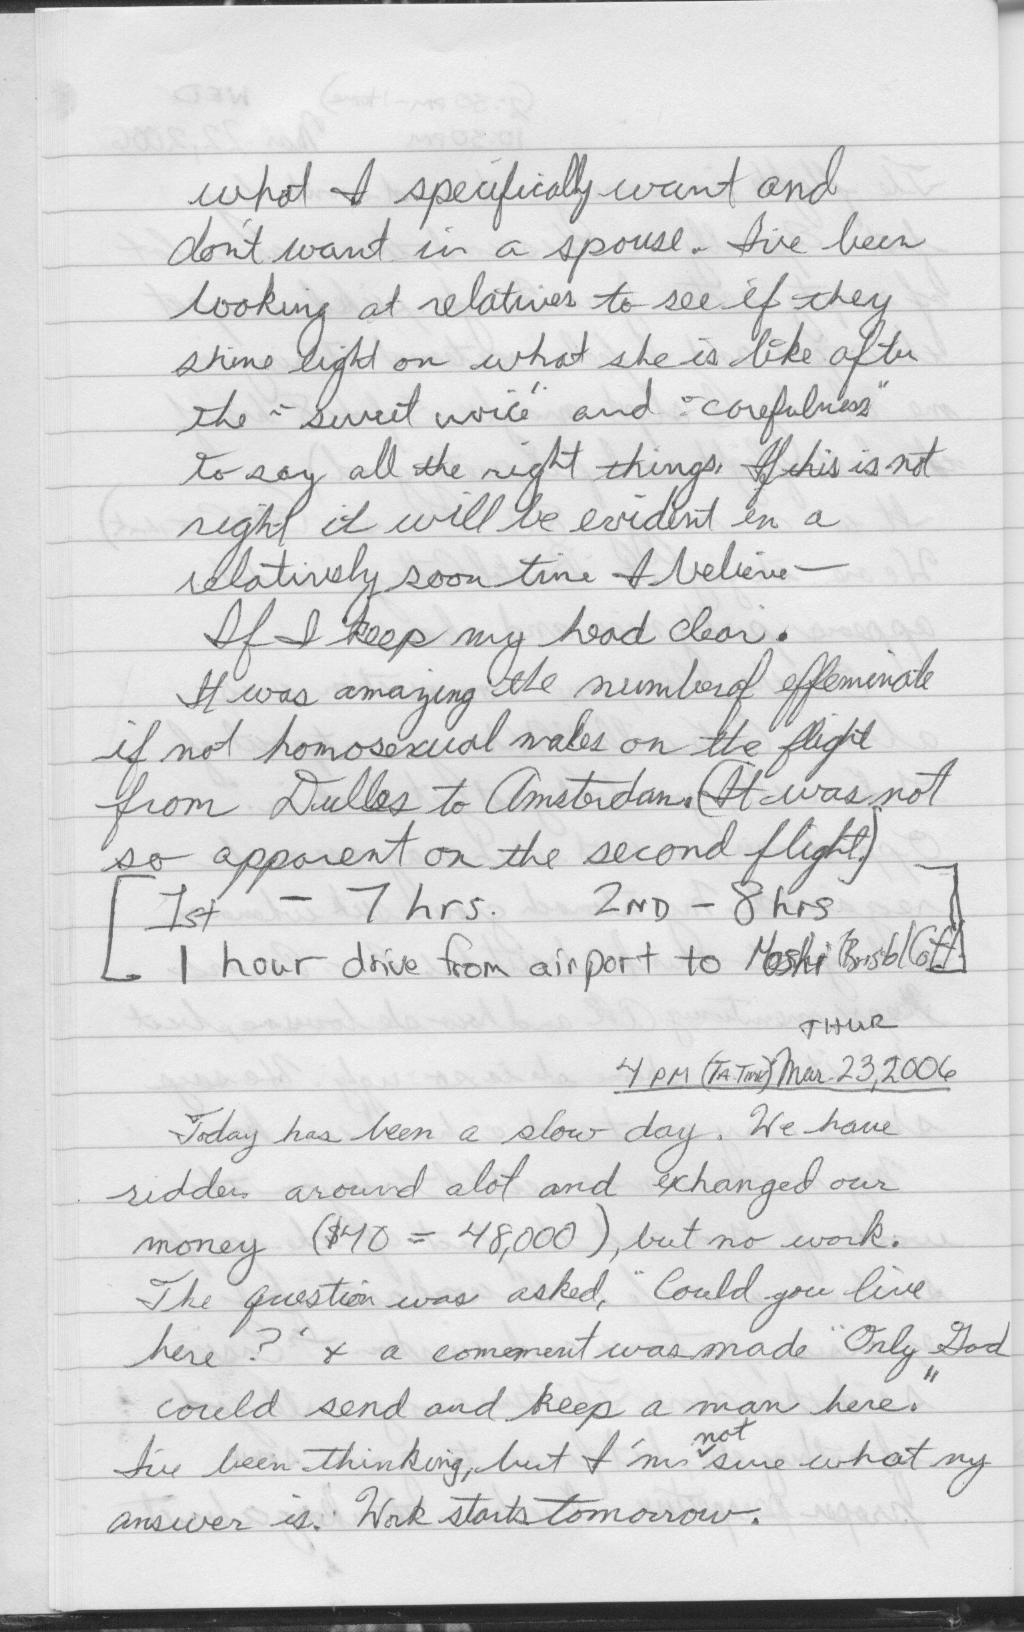 what I specifically want and
don't want in a spouse. I've been
looking at relatives to see if they
shine light on what she is like after
the "sweet voice" and "carefulness"
to say all the right things. If this is not
right it will be evident in a
relatively soon time I believe—
If I keep my head clear.
It was amazing the number of effeminate
if not homosexual males on the flight
from Dulles to Amsterdam. (It was not
so apparent on the second flight.)
[1st – 7 hrs. 2ND – 8 hrs
1 hour drive from airport to Moshi ]
THUR
4 PM Mar 23, 2006
Today has been a slow day. We have
ridden around alot and exchanged our
money ($40 = 48,000), but no work.
The question was asked, "Could you live
here?" & a comement was made "Only God
could send and keep a man here."
I've been thinking, but I'm not sure what my
answer is. Work starts tomorrow.